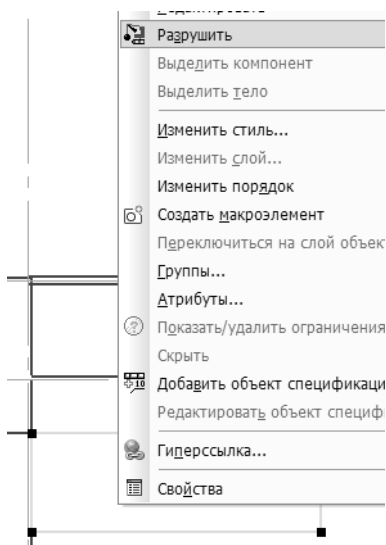 Разрушить
Выделить компонент
Выделить тело
Изменить стиль...
Изменить слой...
Изменить порядок
Создать макроэлемент
Переключиться на слой объек
Группы...
Атрибуты...
Показать/удалить ограничения
Скрыть
Добавить объект спецификаци
Редактировать объект специф
Гиперссылка...
Свойства